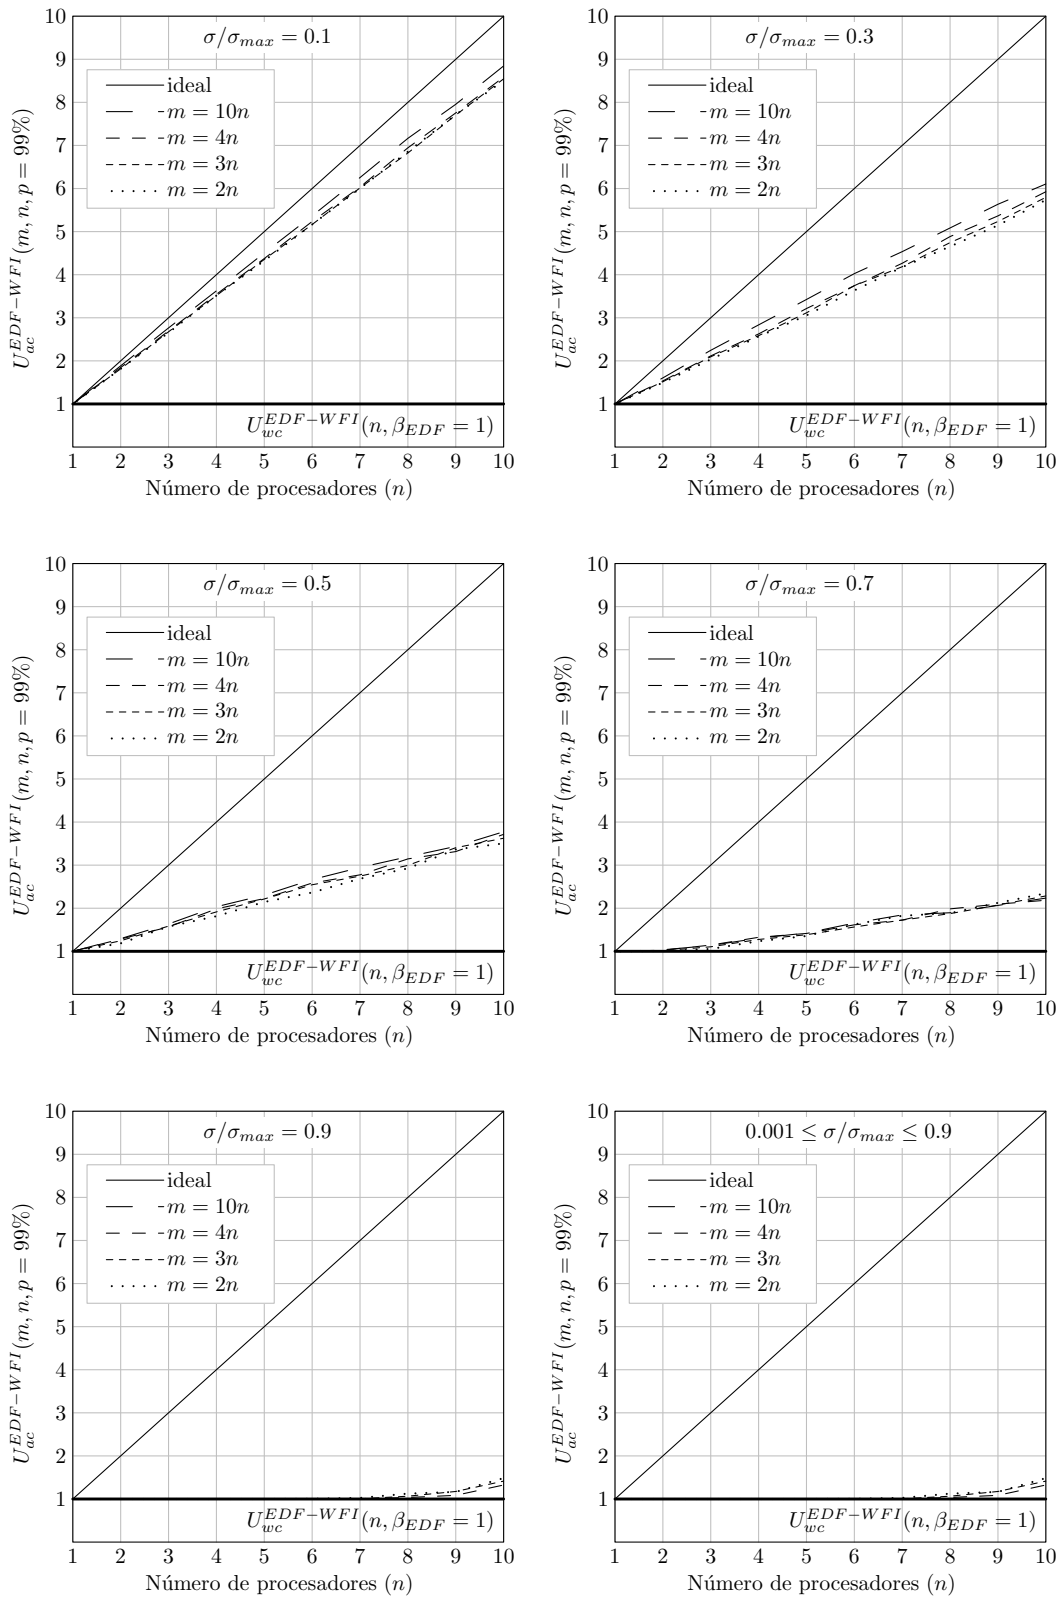 σ/σ_max = 0.1
ideal
m = 10n
m = 4n
m = 3n
m = 2n
U_ac^{EDF−WFI}(m, n, p = 99%)
10
9
8
7
6
5
4
3
2
1
U_wc^{EDF−WFI}(n, β_EDF = 1)
1 2 3 4 5 6 7 8 9 10
Número de procesadores (n)
σ/σ_max = 0.3
ideal
m = 10n
m = 4n
m = 3n
m = 2n
U_ac^{EDF−WFI}(m, n, p = 99%)
10
9
8
7
6
5
4
3
2
1
U_wc^{EDF−WFI}(n, β_EDF = 1)
1 2 3 4 5 6 7 8 9 10
Número de procesadores (n)
σ/σ_max = 0.5
ideal
m = 10n
m = 4n
m = 3n
m = 2n
U_ac^{EDF−WFI}(m, n, p = 99%)
10
9
8
7
6
5
4
3
2
1
U_wc^{EDF−WFI}(n, β_EDF = 1)
1 2 3 4 5 6 7 8 9 10
Número de procesadores (n)
σ/σ_max = 0.7
ideal
m = 10n
m = 4n
m = 3n
m = 2n
U_ac^{EDF−WFI}(m, n, p = 99%)
10
9
8
7
6
5
4
3
2
1
U_wc^{EDF−WFI}(n, β_EDF = 1)
1 2 3 4 5 6 7 8 9 10
Número de procesadores (n)
σ/σ_max = 0.9
ideal
m = 10n
m = 4n
m = 3n
m = 2n
U_ac^{EDF−WFI}(m, n, p = 99%)
10
9
8
7
6
5
4
3
2
1
U_wc^{EDF−WFI}(n, β_EDF = 1)
1 2 3 4 5 6 7 8 9 10
Número de procesadores (n)
0.001 ≤ σ/σ_max ≤ 0.9
ideal
m = 10n
m = 4n
m = 3n
m = 2n
U_ac^{EDF−WFI}(m, n, p = 99%)
10
9
8
7
6
5
4
3
2
1
U_wc^{EDF−WFI}(n, β_EDF = 1)
1 2 3 4 5 6 7 8 9 10
Número de procesadores (n)